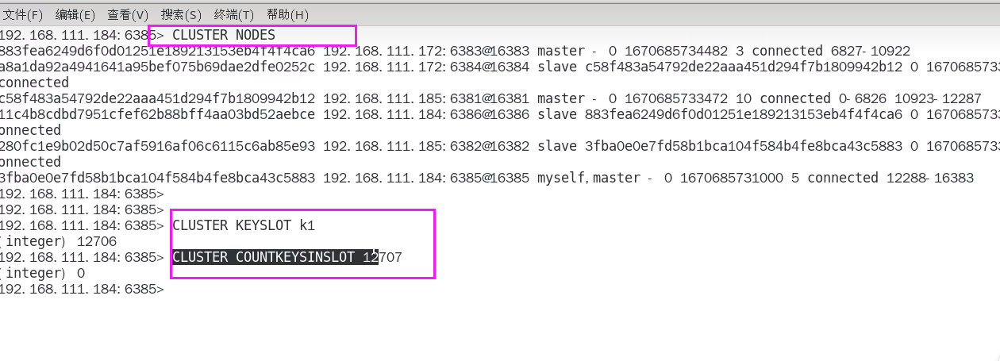 文件(F) 编辑(E) 查看(V) 搜索(S) 终端(T) 帮助(H)
192.168.111.184:6385> CLUSTER NODES
883fea6249d6f0d01251e189213153eb4f4f4ca6 192.168.111.172:6383@16383 master - 0 1670685734482 3 connected 6827-10922
a8a1da92a4941641a95bef075b69dae2dfe0252c 192.168.111.172:6384@16384 slave c58f483a54792de22aaa451d294f7b1809942b12 0 167068573
connected
c58f483a54792de22aaa451d294f7b1809942b12 192.168.111.185:6381@16381 master - 0 1670685733472 10 connected 0-6826 10923-12287
11c4b8cdbd7951cfef62b88bff4aa03bd52aebce 192.168.111.184:6386@16386 slave 883fea6249d6f0d01251e189213153eb4f4f4ca6 0 167068573
onnected
280fc1e9b02d50c7af5916af06c6115c6ab85e93 192.168.111.185:6382@16382 slave 3fba0e0e7fd58b1bca104f584b4fe8bca43c5883 0 167068573
onnected
3fba0e0e7fd58b1bca104f584b4fe8bca43c5883 192.168.111.184:6385@16385 myself,master - 0 1670685731000 5 connected 12288-16383
192.168.111.184:6385>
192.168.111.184:6385>
192.168.111.184:6385> CLUSTER KEYSLOT k1
(integer) 12706
192.168.111.184:6385> CLUSTER COUNTKEYSINSLOT 12707
(integer) 0
192.168.111.184:6385>